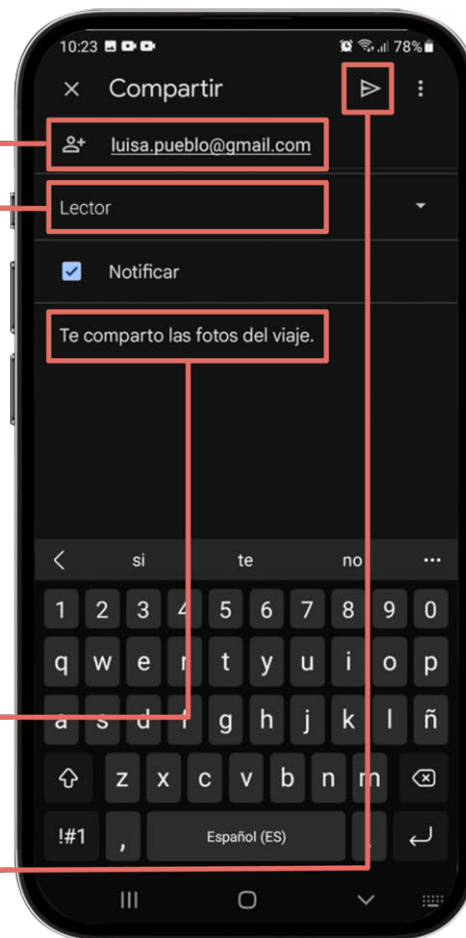 10:23 78%
Compartir
luisa.pueblo@gmail.com
Lector
Notificar
Te comparto las fotos del viaje.
si te no ...
1 2 3 4 5 6 7 8 9 0
q w e r t y u i o p
a s d f g h j k l ñ
z x c v b n m
!#1 , Español (ES) .